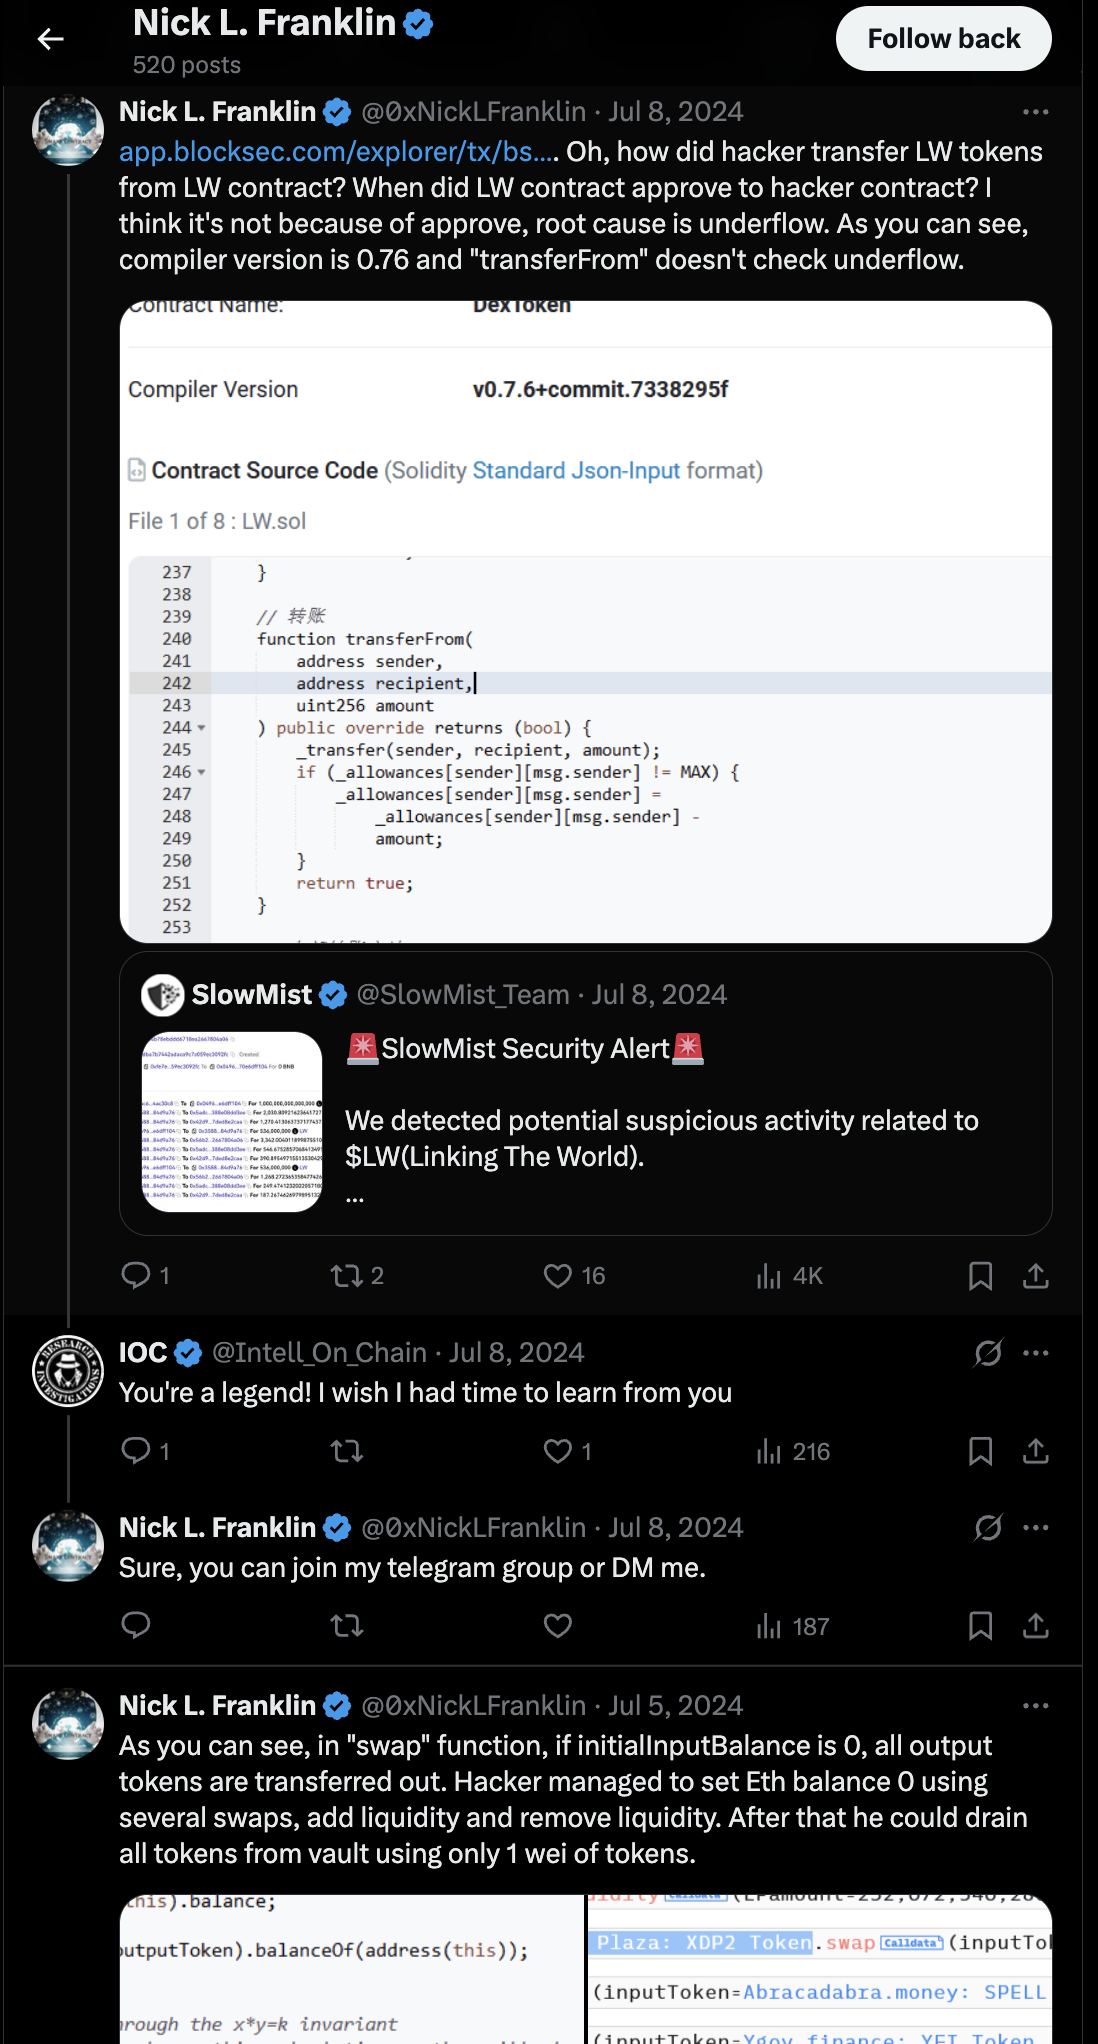 Nick L. Franklin
520 posts
Follow back
Nick L. Franklin @0xNickLFranklin · Jul 8, 2024
app.blocksec.com/explorer/tx/bs…. Oh, how did hacker transfer LW tokens
from LW contract? When did LW contract approve to hacker contract? I
think it's not because of approve, root cause is underflow. As you can see,
compiler version is 0.76 and "transferFrom" doesn't check underflow.
Contract Name: DexToken
Compiler Version v0.7.6+commit.7338295f
Contract Source Code (Solidity Standard Json-Input format)
File 1 of 8 : LW.sol
237 }
238
239 // 转账
240 function transferFrom(
241 address sender,
242 address recipient,
243 uint256 amount
244 ) public override returns (bool) {
245 _transfer(sender, recipient, amount);
246 if (_allowances[sender][msg.sender] != MAX) {
247 _allowances[sender][msg.sender] =
248 _allowances[sender][msg.sender] -
249 amount;
250 }
251 return true;
252 }
253
SlowMist @SlowMist_Team · Jul 8, 2024
🚨SlowMist Security Alert🚨
We detected potential suspicious activity related to
$LW(Linking The World).
...
1 2 16 4K
IOC @Intell_On_Chain · Jul 8, 2024
You're a legend! I wish I had time to learn from you
1 1 216
Nick L. Franklin @0xNickLFranklin · Jul 8, 2024
Sure, you can join my telegram group or DM me.
187
Nick L. Franklin @0xNickLFranklin · Jul 5, 2024
As you can see, in "swap" function, if initialInputBalance is 0, all output
tokens are transferred out. Hacker managed to set Eth balance 0 using
several swaps, add liquidity and remove liquidity. After that he could drain
all tokens from vault using only 1 wei of tokens.
this).balance;
outputToken).balanceOf(address(this));
hrough the x*y=k invariant
Plaza: XDP2 Token.swap Calldata (inputTo
(inputToken=Abracadabra.money: SPELL